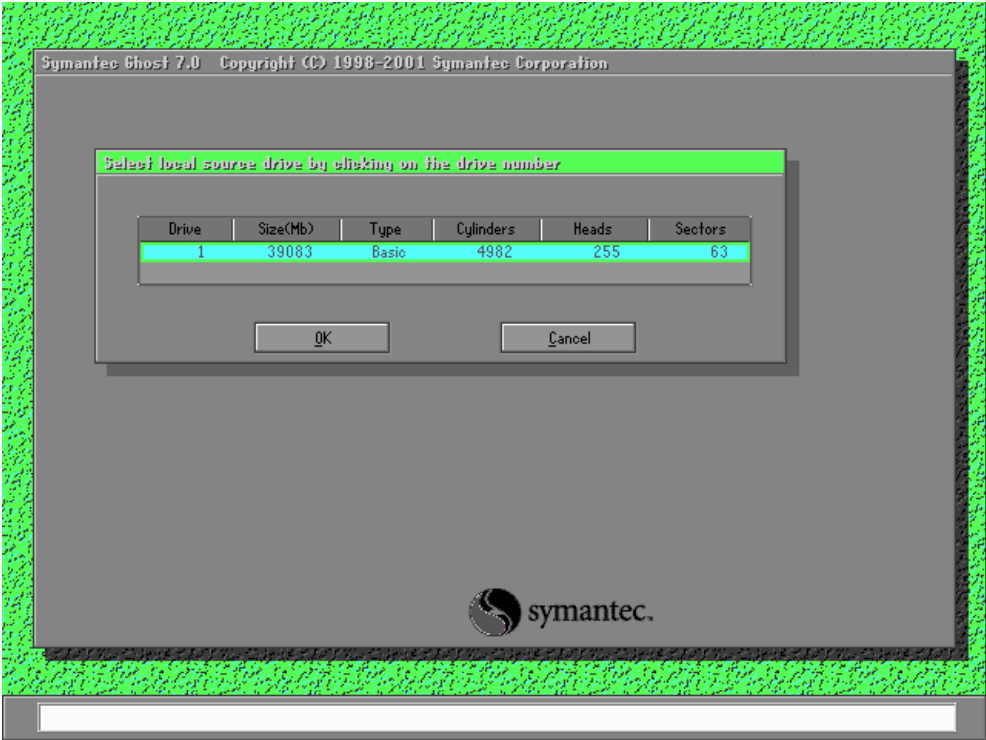 Symantec Ghost 7.0 Copyright (C) 1998-2001 Symantec Corporation
Select local source drive by clicking on the drive number
Drive Size(Mb) Type Cylinders Heads Sectors
1 39083 Basic 4982 255 63
OK Cancel
symantec.